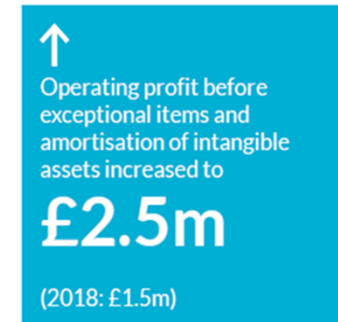 Operating profit before
exceptional items and
amortisation of intangible
assets increased to
£2.5m
(2018: £1.5m)